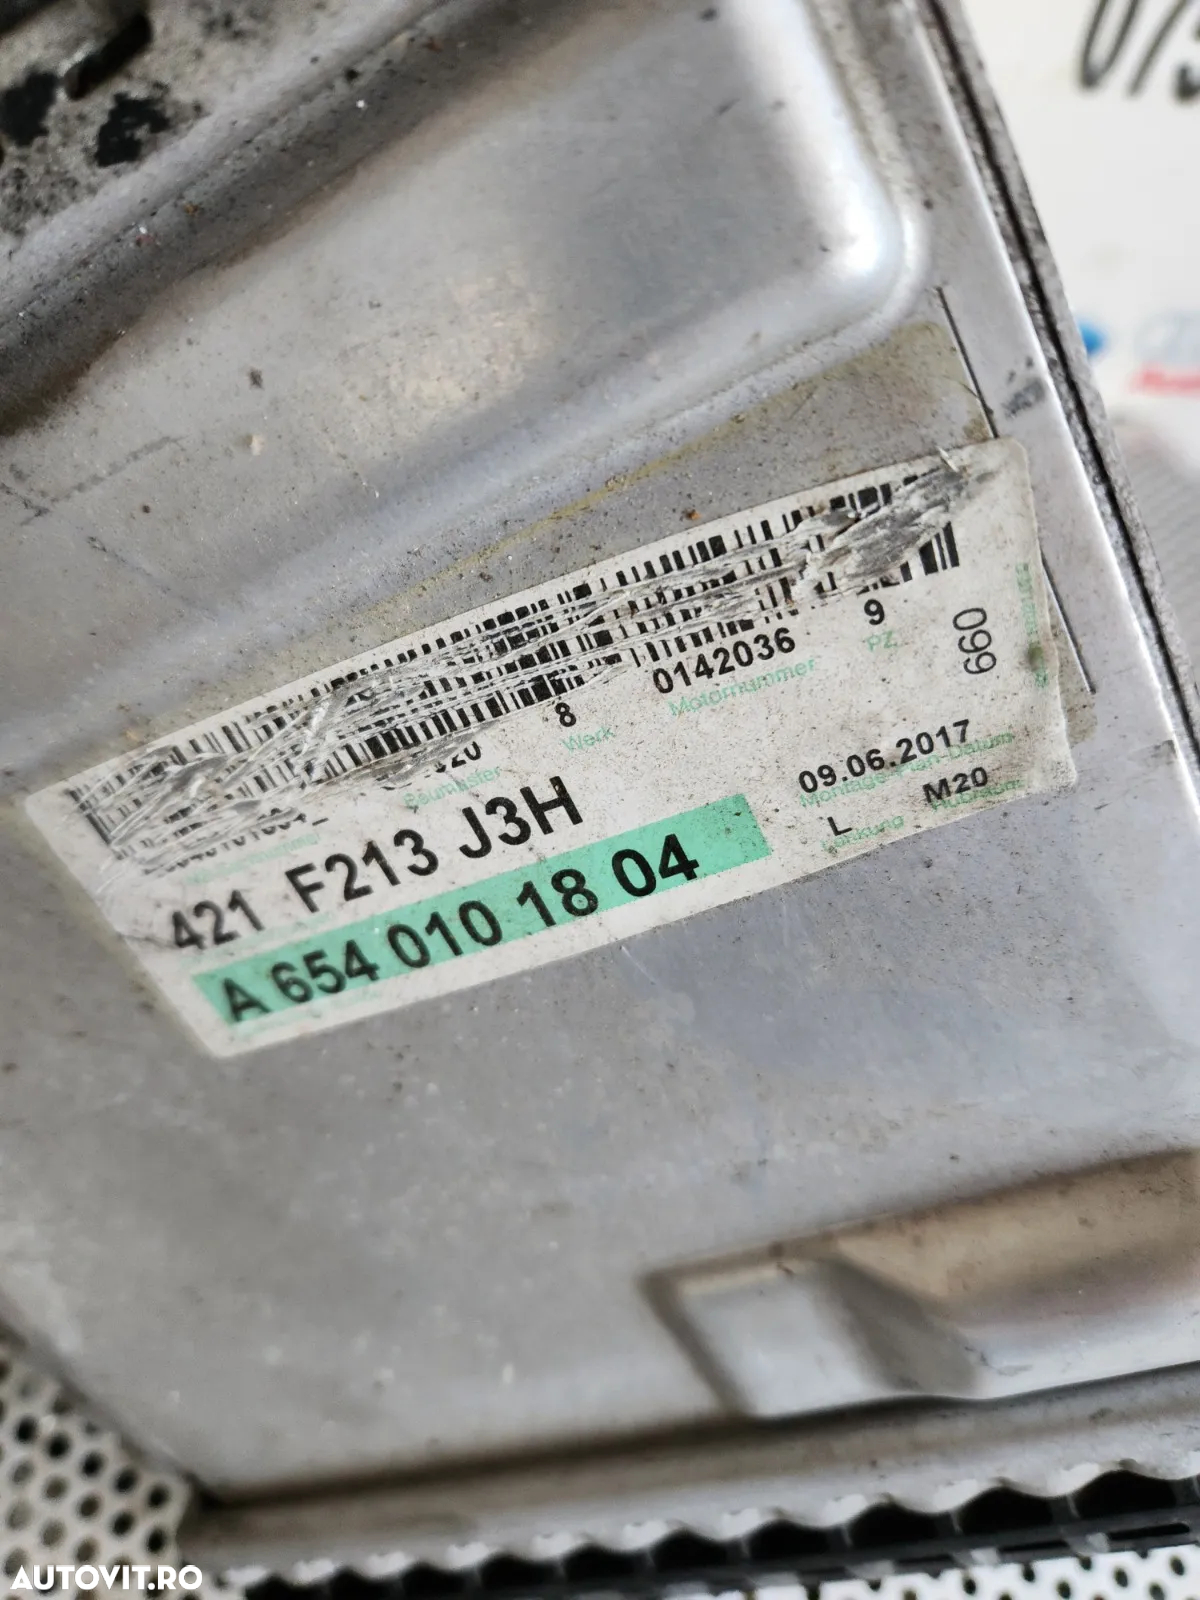 0142036 9
8 Werk Motornummer PZ
660
421 F213 J3H
09.06.2017
Montage-Plan-Datum
L M20
A 654 010 18 04
AUTOVIT.RO